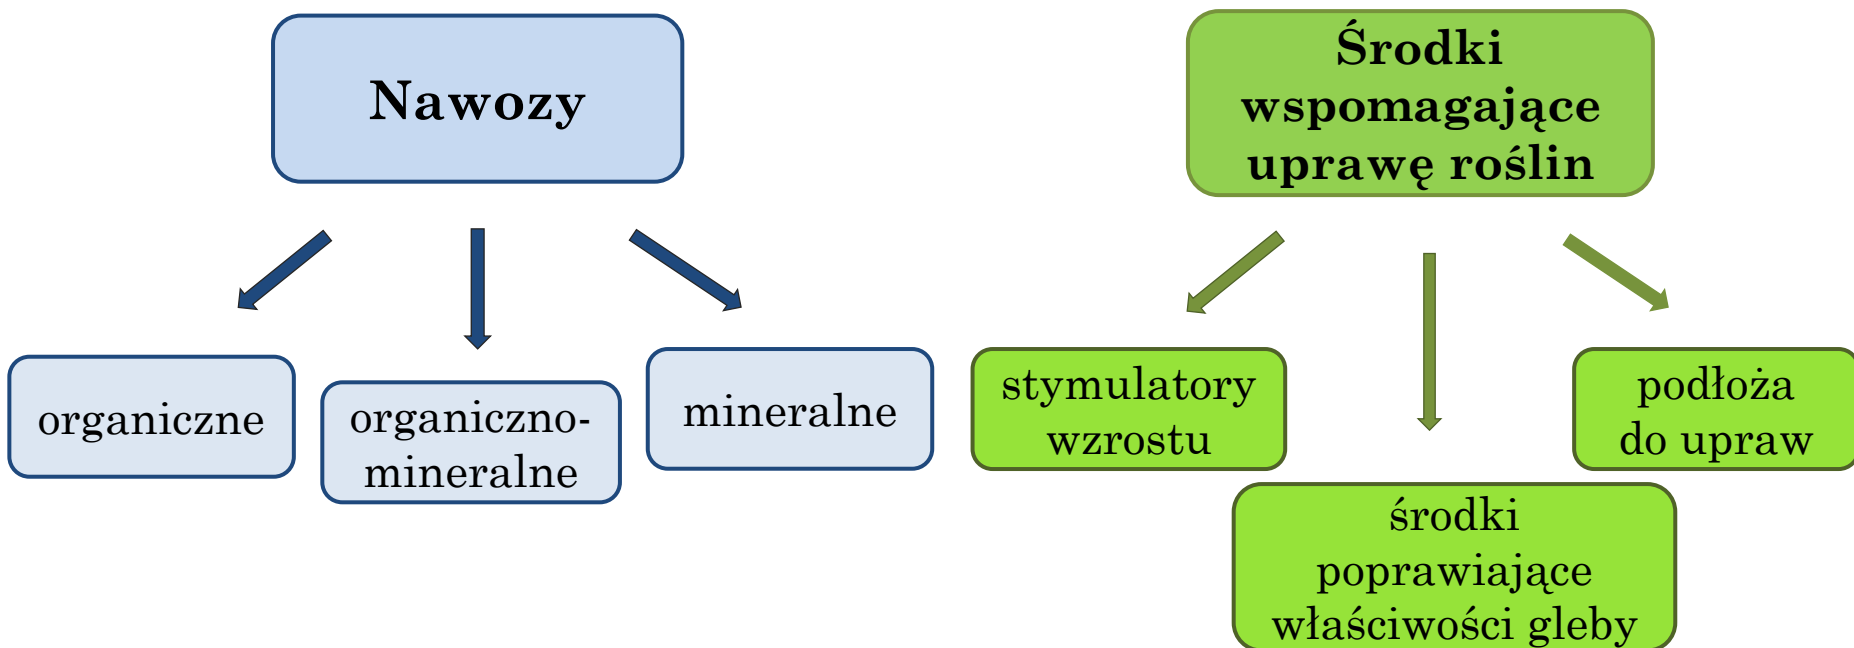 Nawozy
organiczne
organiczno-
mineralne
mineralne
Środki
wspomagające
uprawę roślin
stymulatory
wzrostu
środki
poprawiające
właściwości gleby
podłoża
do upraw